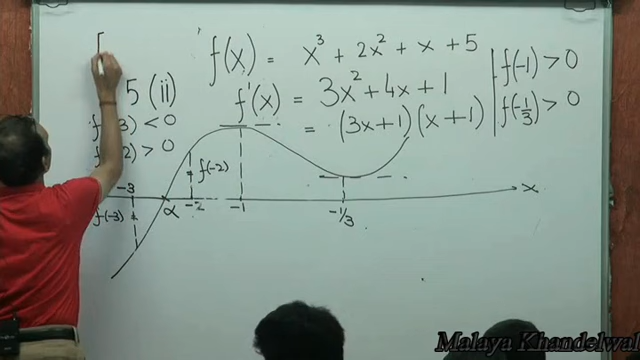 f(x) = x³ + 2x² + x + 5
5 (ii)
f'(x) = 3x² + 4x + 1
= (3x+1)(x+1)
f(-1) > 0
f(-1/3) > 0
f(-3) < 0
f(-2) > 0
f(-2)
-3
α
-2
-1
-1/3
x
f(-3)
Malaya Khandelwal